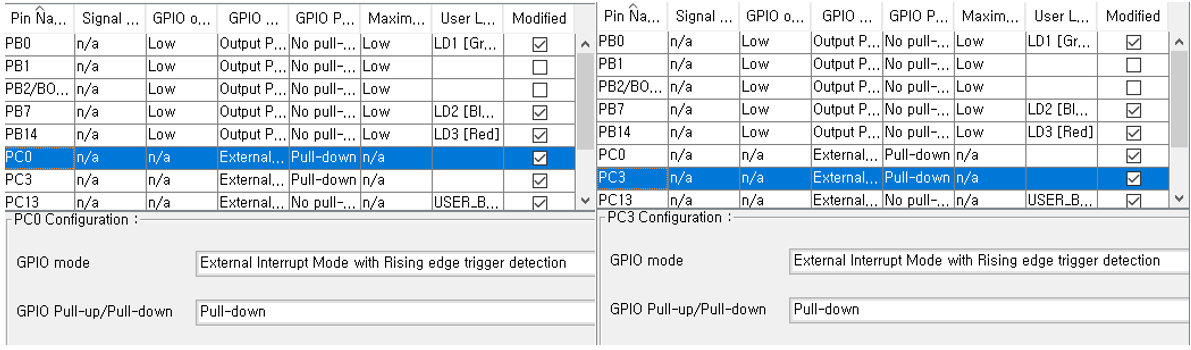 Pin Na... Signal ... GPIO o... GPIO ... GPIO P... Maxim... User L... Modified
PB0 n/a Low Output P... No pull-... Low LD1 [Gr...
PB1 n/a Low Output P... No pull-... Low
PB2/BO... n/a Low Output P... No pull-... Low
PB7 n/a Low Output P... No pull-... Low LD2 [Bl...
PB14 n/a Low Output P... No pull-... Low LD3 [Red]
PC0 n/a n/a External... Pull-down n/a
PC3 n/a n/a External... Pull-down n/a
PC13 n/a n/a External... No pull-... n/a USER_B...
PC0 Configuration :
GPIO mode External Interrupt Mode with Rising edge trigger detection
GPIO Pull-up/Pull-down Pull-down
Pin Na... Signal ... GPIO o... GPIO ... GPIO P... Maxim... User L... Modified
PB0 n/a Low Output P... No pull-... Low LD1 [Gr...
PB1 n/a Low Output P... No pull-... Low
PB2/BO... n/a Low Output P... No pull-... Low
PB7 n/a Low Output P... No pull-... Low LD2 [Bl...
PB14 n/a Low Output P... No pull-... Low LD3 [Red]
PC0 n/a n/a External... Pull-down n/a
PC3 n/a n/a External... Pull-down n/a
PC13 n/a n/a External... No pull-... n/a USER_B...
PC3 Configuration :
GPIO mode External Interrupt Mode with Rising edge trigger detection
GPIO Pull-up/Pull-down Pull-down